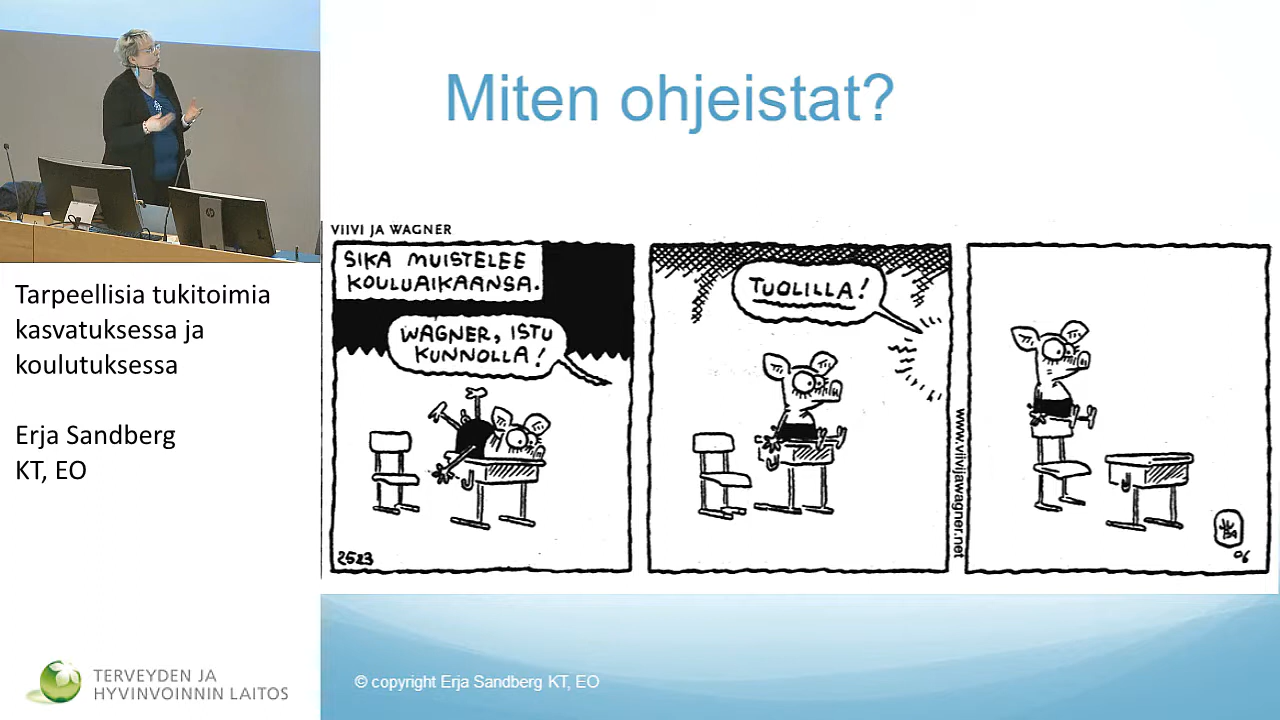 Miten ohjeistat?
VIIVI JA WAGNER
SIKA MUISTELEE
KOULUAIKAANSA.
WAGNER, ISTU
KUNNOLLA!
2523
TUOLILLA!
www.viivijawagner.net
06
Tarpeellisia tukitoimia
kasvatuksessa ja
koulutuksessa
Erja Sandberg
KT, EO
TERVEYDEN JA
HYVINVOINNIN LAITOS
© copyright Erja Sandberg KT, EO